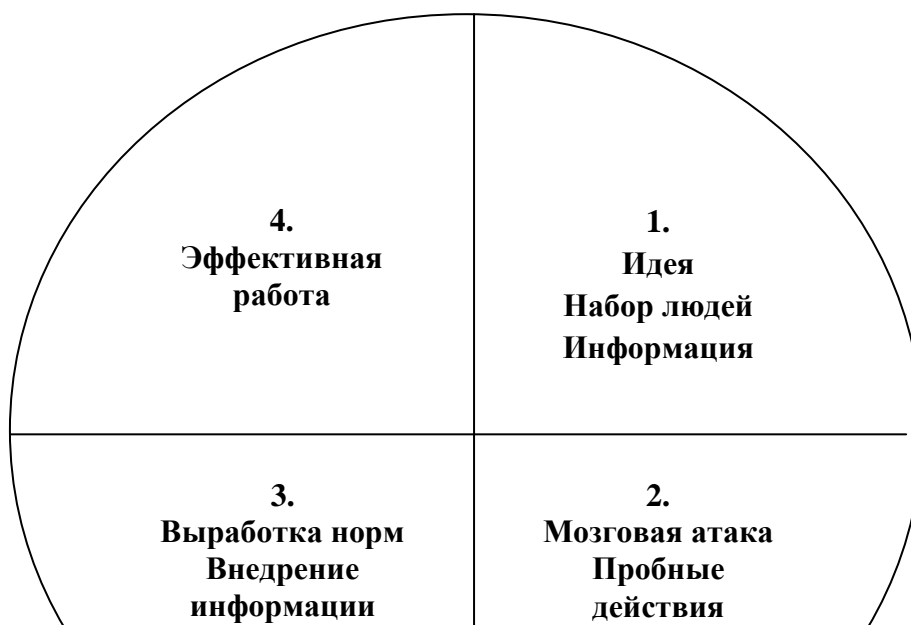 4.
Эффективная
работа
1.
Идея
Набор людей
Информация
3.
Выработка норм
Внедрение
информации
2.
Мозговая атака
Пробные
действия